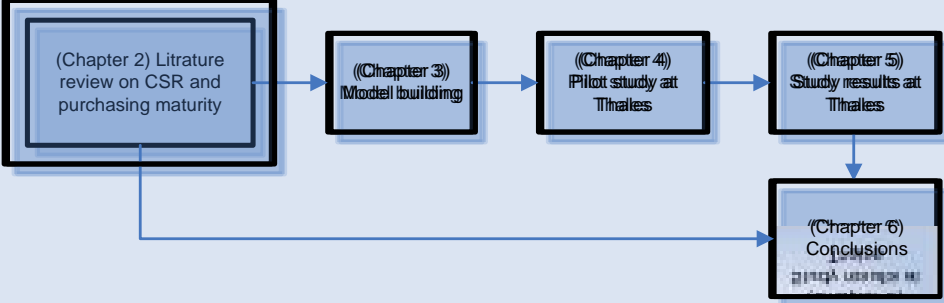 (Chapter 2) Litrature
review on CSR and
purchasing maturity
(Chapter 3)
Model building
(Chapter 4)
Pilot study at
Thales
(Chapter 5)
Study results at
Thales
(Chapter 6)
Conclusions